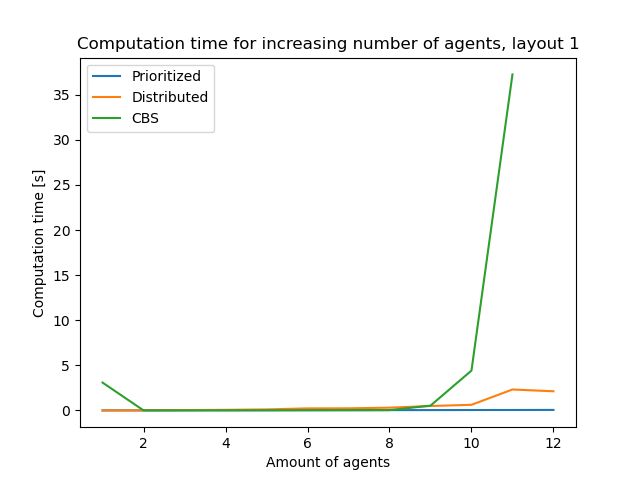 Computation time for increasing number of agents, layout 1
Prioritized
Distributed
CBS
Computation time [s]
35
30
25
20
15
10
5
0
2 4 6 8 10 12
Amount of agents